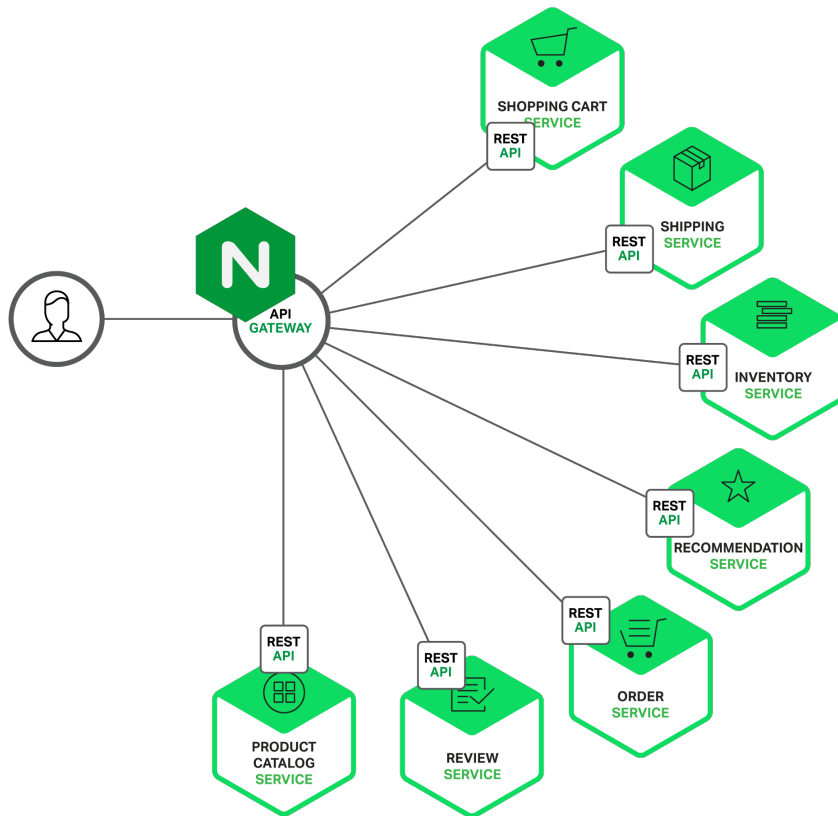 SHOPPING CART
SERVICE
REST
API
SHIPPING
SERVICE
REST
API
N
API
GATEWAY
INVENTORY
SERVICE
REST
API
RECOMMENDATION
SERVICE
REST
API
ORDER
SERVICE
REST
API
REVIEW
SERVICE
REST
API
PRODUCT
CATALOG
SERVICE
REST
API